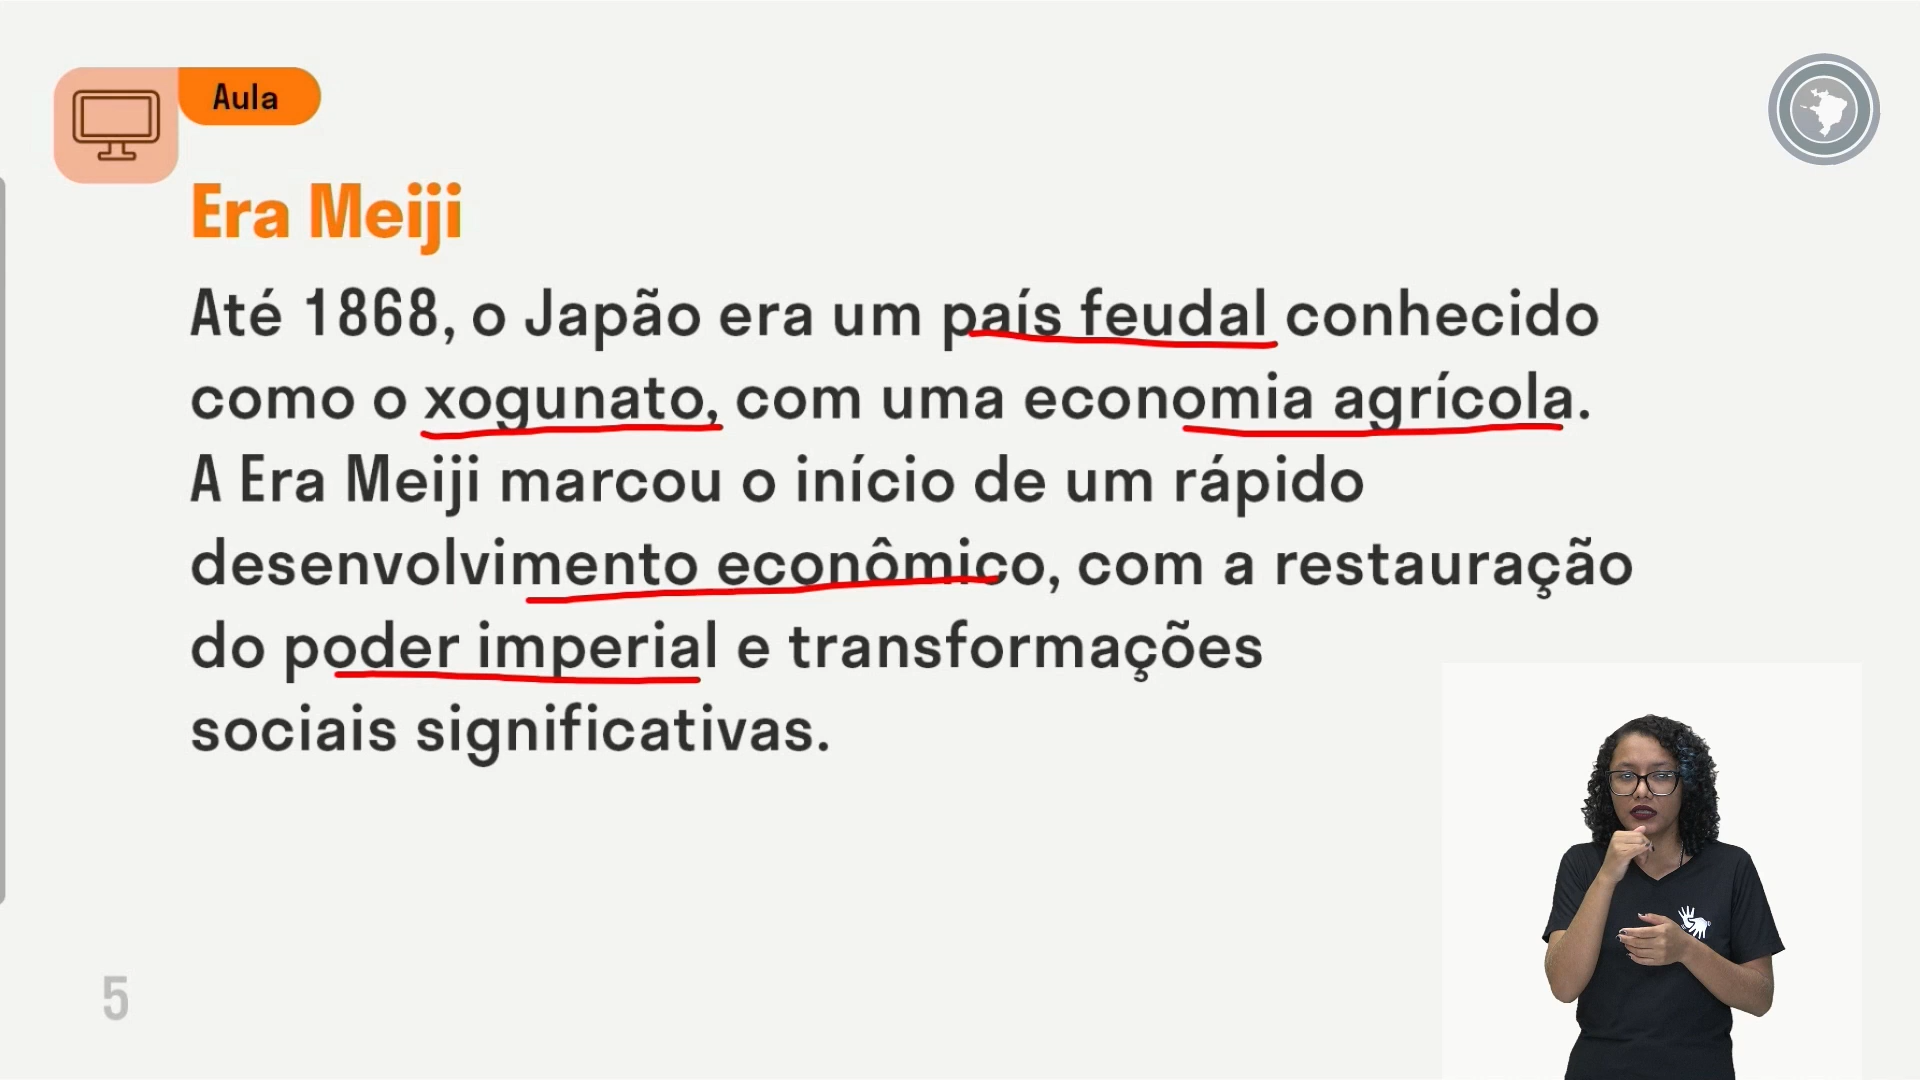 Aula
Era Meiji
Até 1868, o Japão era um país feudal conhecido
como o xogunato, com uma economia agrícola.
A Era Meiji marcou o início de um rápido
desenvolvimento econômico, com a restauração
do poder imperial e transformações
sociais significativas.
5